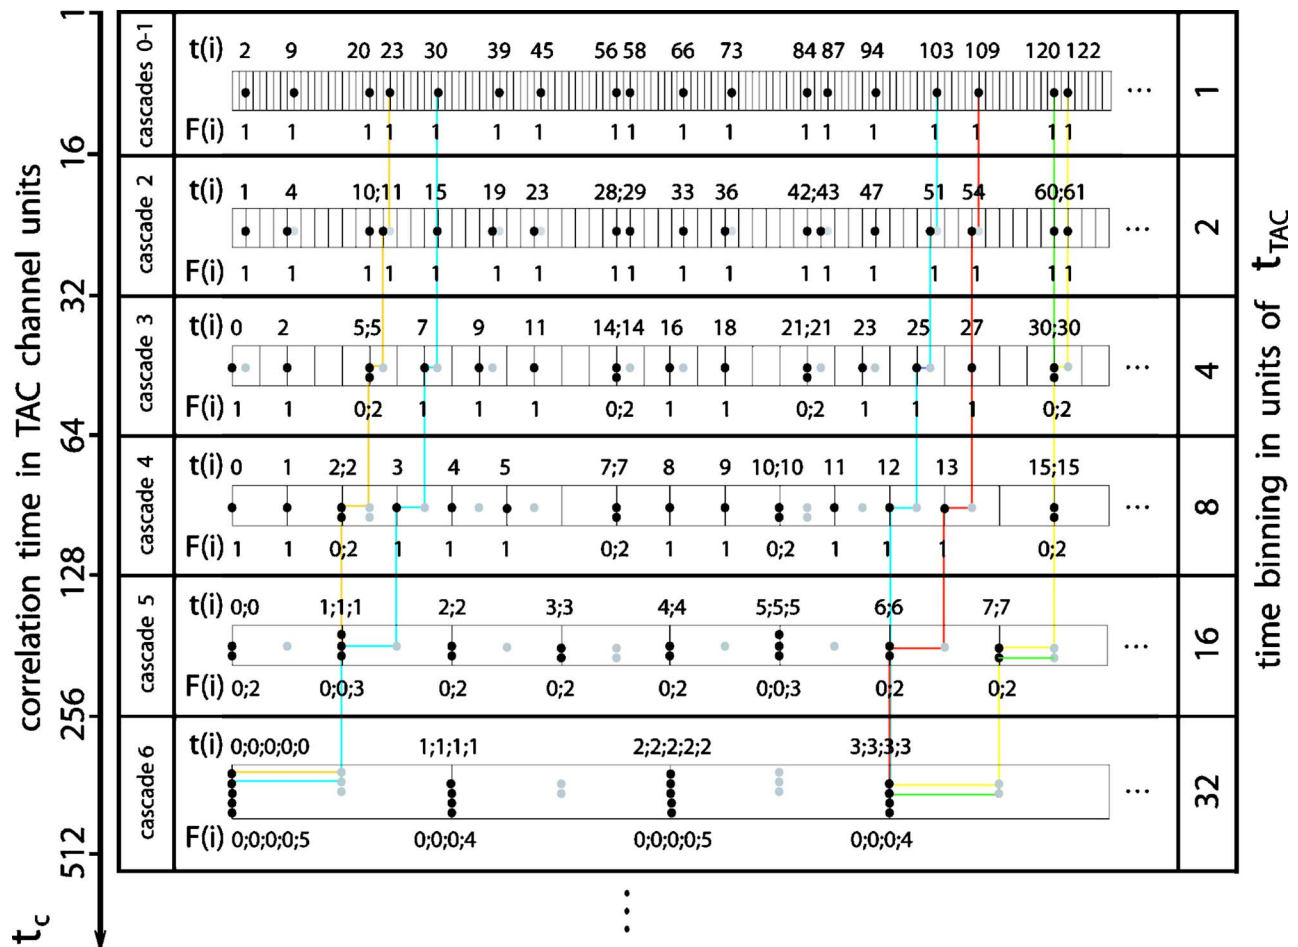 correlation time in TAC channel units
t_c
1
16
32
64
128
256
512
cascades 0-1
t(i) 2 9 20 23 30 39 45 56 58 66 73 84 87 94 103 109 120 122
...
F(i) 1 1 1 1 1 1 1 1 1 1 1 1 1 1 1 1 1 1
1
cascade 2
t(i) 1 4 10;11 15 19 23 28;29 33 36 42;43 47 51 54 60;61
...
F(i) 1 1 1 1 1 1 1 1 1 1 1 1 1 1 1 1 1 1
2
cascade 3
t(i) 0 2 5;5 7 9 11 14;14 16 18 21;21 23 25 27 30;30
...
F(i) 1 1 0;2 1 1 1 0;2 1 1 0;2 1 1 1 0;2
4
cascade 4
t(i) 0 1 2;2 3 4 5 7;7 8 9 10;10 11 12 13 15;15
...
F(i) 1 1 0;2 1 1 1 0;2 1 1 0;2 1 1 1 0;2
8
cascade 5
t(i) 0;0 1;1;1 2;2 3;3 4;4 5;5;5 6;6 7;7
...
F(i) 0;2 0;0;3 0;2 0;2 0;2 0;0;3 0;2 0;2
16
cascade 6
t(i) 0;0;0;0;0 1;1;1;1 2;2;2;2;2 3;3;3;3
...
F(i) 0;0;0;0;5 0;0;0;4 0;0;0;0;5 0;0;0;4
32
time binning in units of t_TAC